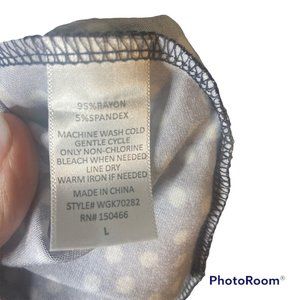 95%RAYON
5%SPANDEX
MACHINE WASH COLD
GENTLE CYCLE
ONLY NON-CHLORINE
BLEACH WHEN NEEDED
LINE DRY
WARM IRON IF NEEDED
MADE IN CHINA
STYLE# WGK70282
RN# 150466
L
PhotoRoom®